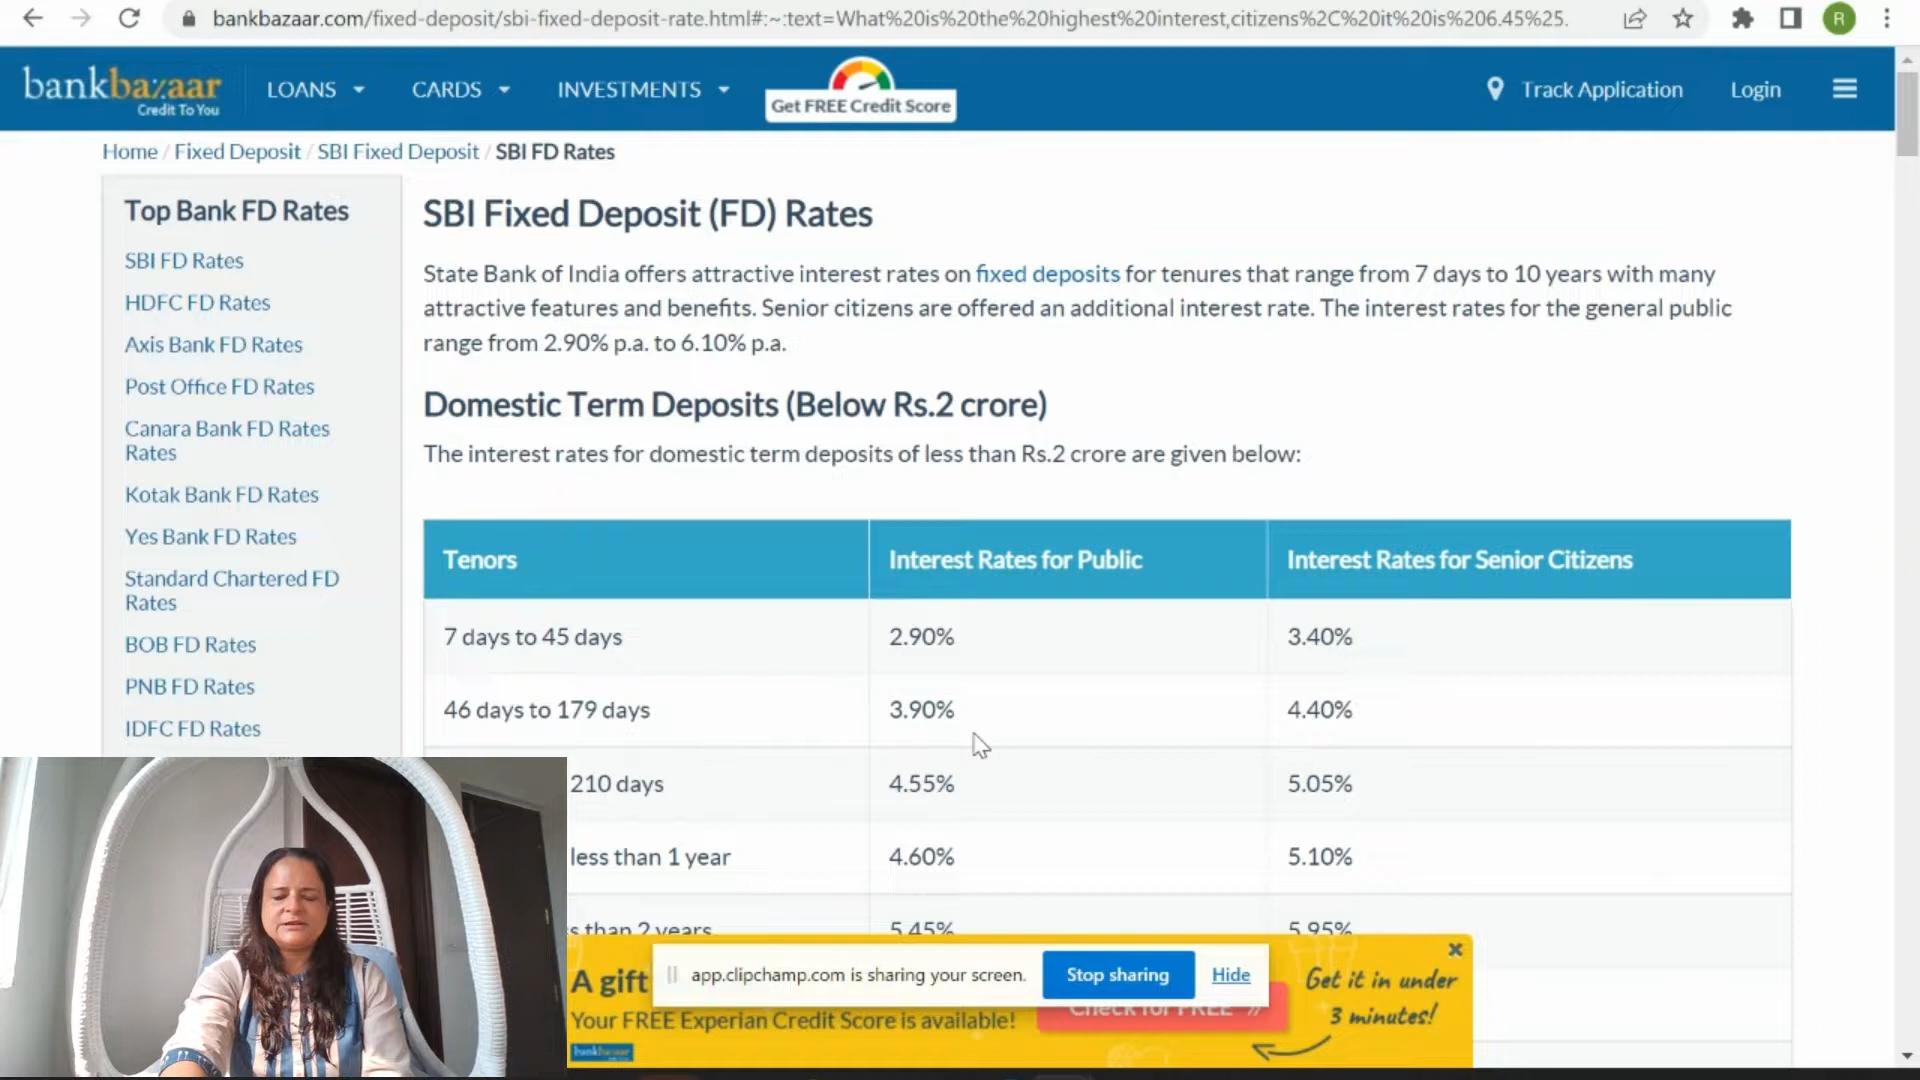 bankbazaar.com/fixed-deposit/sbi-fixed-deposit-rate.html#:~:text=What%20is%20the%20highest%20interest,citizens%2C%20it%20is%206.45%25.
R
bankbazaar
Credit To You
LOANS
CARDS
INVESTMENTS
Get FREE Credit Score
Track Application
Login
Home / Fixed Deposit / SBI Fixed Deposit / SBI FD Rates
Top Bank FD Rates
SBI FD Rates
HDFC FD Rates
Axis Bank FD Rates
Post Office FD Rates
Canara Bank FD Rates
Rates
Kotak Bank FD Rates
Yes Bank FD Rates
Standard Chartered FD
Rates
BOB FD Rates
PNB FD Rates
IDFC FD Rates
SBI Fixed Deposit (FD) Rates
State Bank of India offers attractive interest rates on fixed deposits for tenures that range from 7 days to 10 years with many
attractive features and benefits. Senior citizens are offered an additional interest rate. The interest rates for the general public
range from 2.90% p.a. to 6.10% p.a.
Domestic Term Deposits (Below Rs.2 crore)
The interest rates for domestic term deposits of less than Rs.2 crore are given below:
Tenors Interest Rates for Public Interest Rates for Senior Citizens
7 days to 45 days 2.90% 3.40%
46 days to 179 days 3.90% 4.40%
210 days 4.55% 5.05%
less than 1 year 4.60% 5.10%
than 2 years 5.45% 5.95%
A gift
app.clipchamp.com is sharing your screen. Stop sharing Hide
Your FREE Experian Credit Score is available!
Check for FREE
Get it in under
3 minutes!
bankbazaar